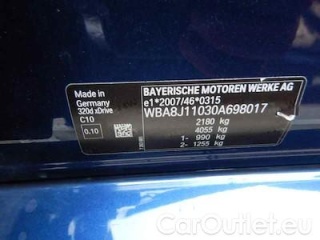 Made in
Germany
320d xDrive
C10
0.10
BAYERISCHE MOTOREN WERKE AG
e1*2007/46*0315
WBA8J11030A698017
2180 kg
4055 kg
1- 990 kg
2- 1255 kg
CarOutlet.eu